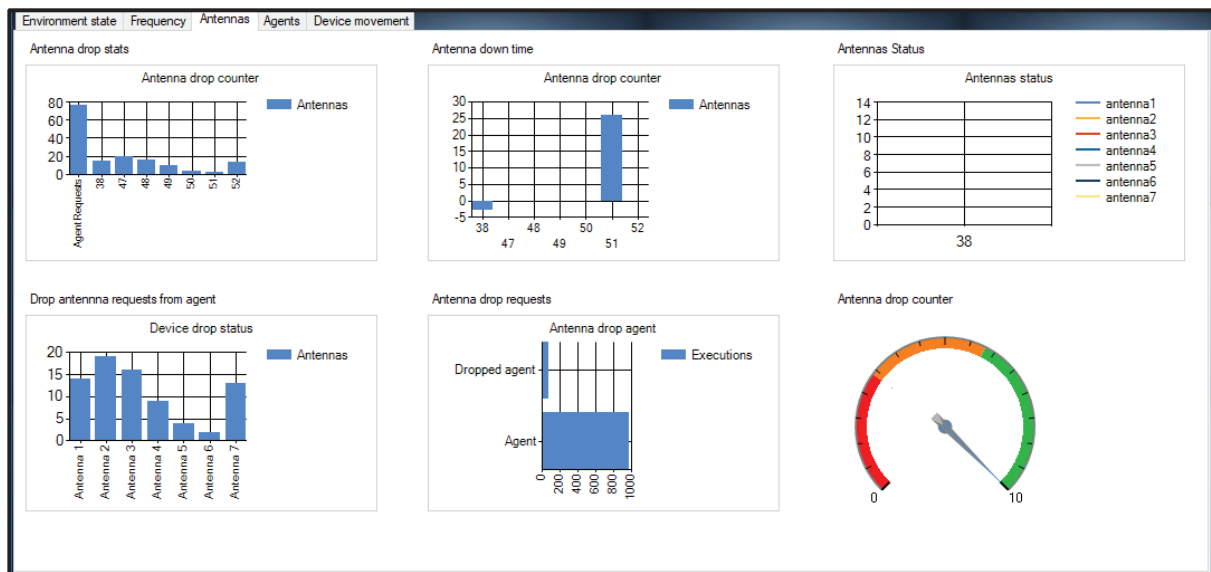 Environment state Frequency Antennas Agents Device movement
Antenna drop stats
Antenna drop counter
Antennas
80
60
40
20
0
Agent Requests 38 47 48 49 50 51 52
Antenna down time
Antenna drop counter
Antennas
30
25
20
15
10
5
0
-5
38 48 50 52
47 49 51
Antennas Status
Antennas status
14
12
10
8
6
4
2
0
38
antenna1
antenna2
antenna3
antenna4
antenna5
antenna6
antenna7
Drop antennna requests from agent
Device drop status
Antennas
20
15
10
5
0
Antenna 1 Antenna 2 Antenna 3 Antenna 4 Antenna 5 Antenna 6 Antenna 7
Antenna drop requests
Antenna drop agent
Executions
Dropped agent
Agent
0 200 400 600 800 1000
Antenna drop counter
0 10